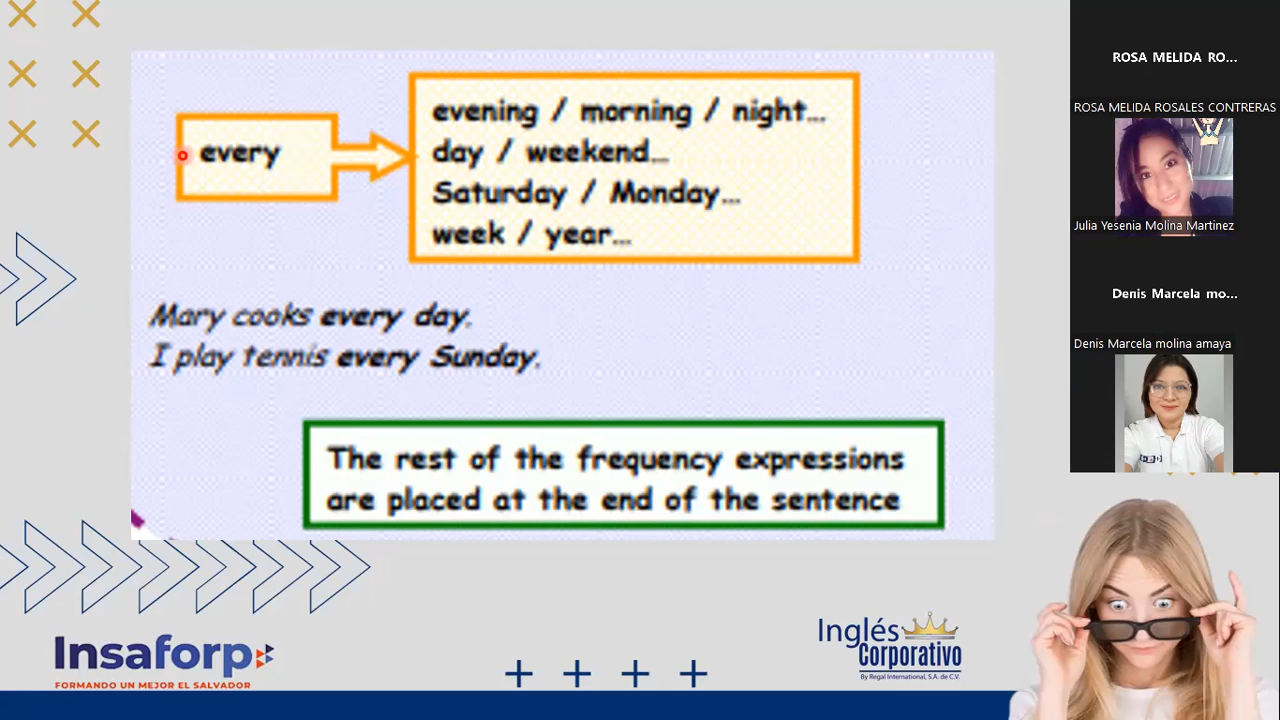 every
evening / morning / night...
day / weekend...
Saturday / Monday...
week / year...
Mary cooks every day.
I play tennis every Sunday.
The rest of the frequency expressions
are placed at the end of the sentence
Insaforp
FORMANDO UN MEJOR EL SALVADOR
Inglés
Corporativo
By Regal International, S.A. de C.V.
ROSA MELIDA RO...
ROSA MELIDA ROSALES CONTRERAS
Julia Yesenia Molina Martinez
Denis Marcela mo...
Denis Marcela molina amaya